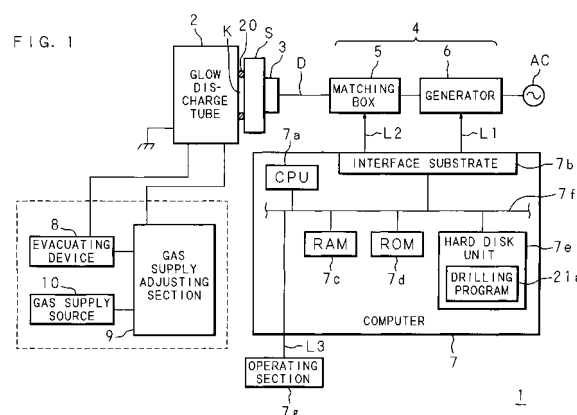 FIG. 1
2
K
20
S
3
D
4
5
6
AC
GLOW
DIS-
CHARGE
TUBE
MATCHING
BOX
GENERATOR
L2
L1
7a
CPU
INTERFACE SUBSTRATE
7b
7f
8
EVACUATING
DEVICE
10
GAS SUPPLY
SOURCE
GAS
SUPPLY
ADJUSTING
SECTION
9
RAM
7c
ROM
7d
HARD DISK
UNIT
7e
DRILLING
PROGRAM
21a
COMPUTER
7
L3
OPERATING
SECTION
7g
1